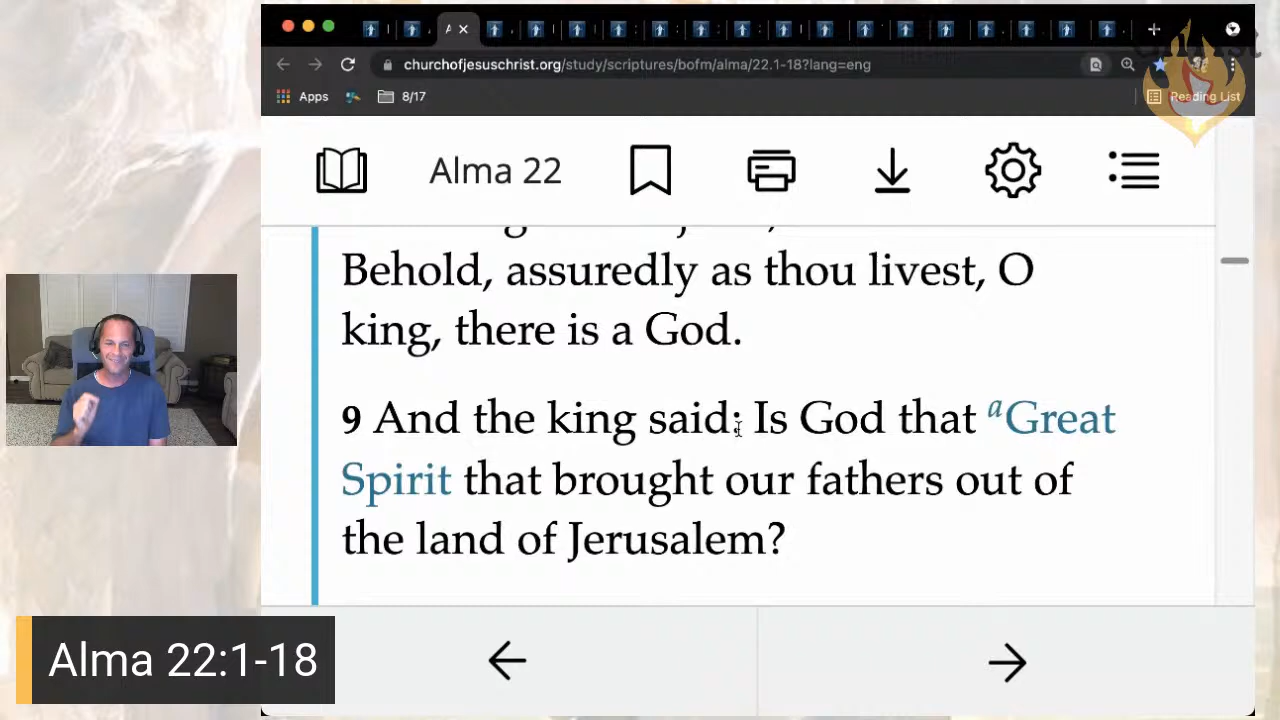 churchofjesuschrist.org/study/scriptures/bofm/alma/22.1-18?lang=eng
Apps 8/17 Reading List
Alma 22
Behold, assuredly as thou livest, O
king, there is a God.
9 And the king said: Is God that a Great
Spirit that brought our fathers out of
the land of Jerusalem?
Alma 22:1-18